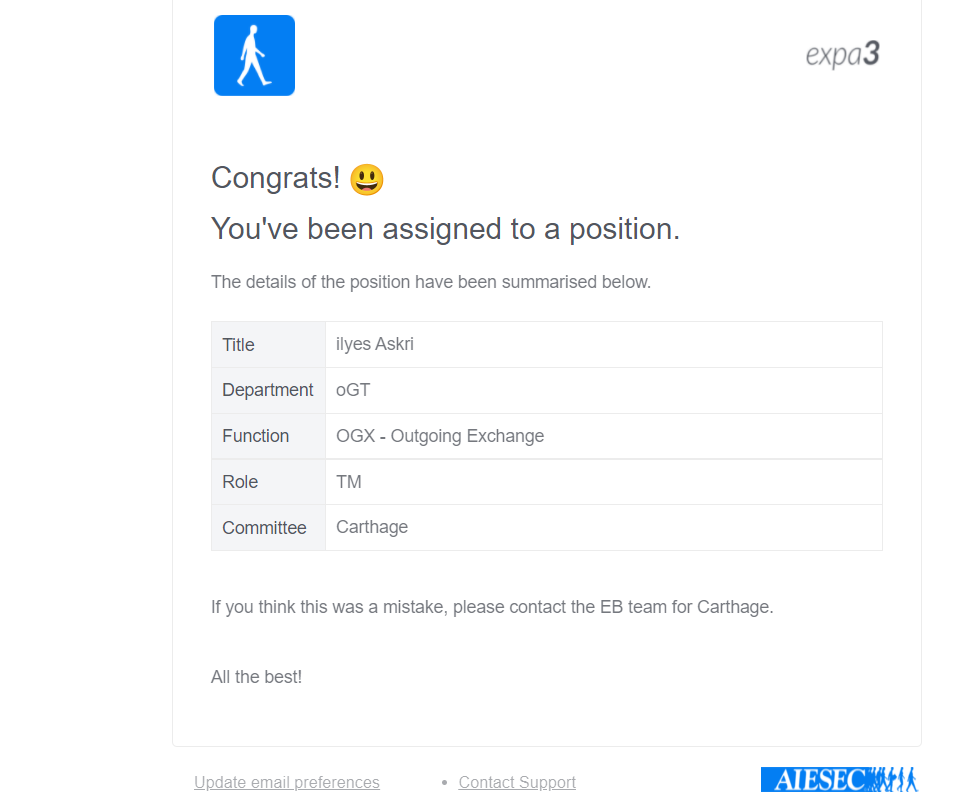 expa3
Congrats! 😃
You've been assigned to a position.
The details of the position have been summarised below.
Title ilyes Askri
Department oGT
Function OGX - Outgoing Exchange
Role TM
Committee Carthage
If you think this was a mistake, please contact the EB team for Carthage.
All the best!
Update email preferences • Contact Support
AIESEC